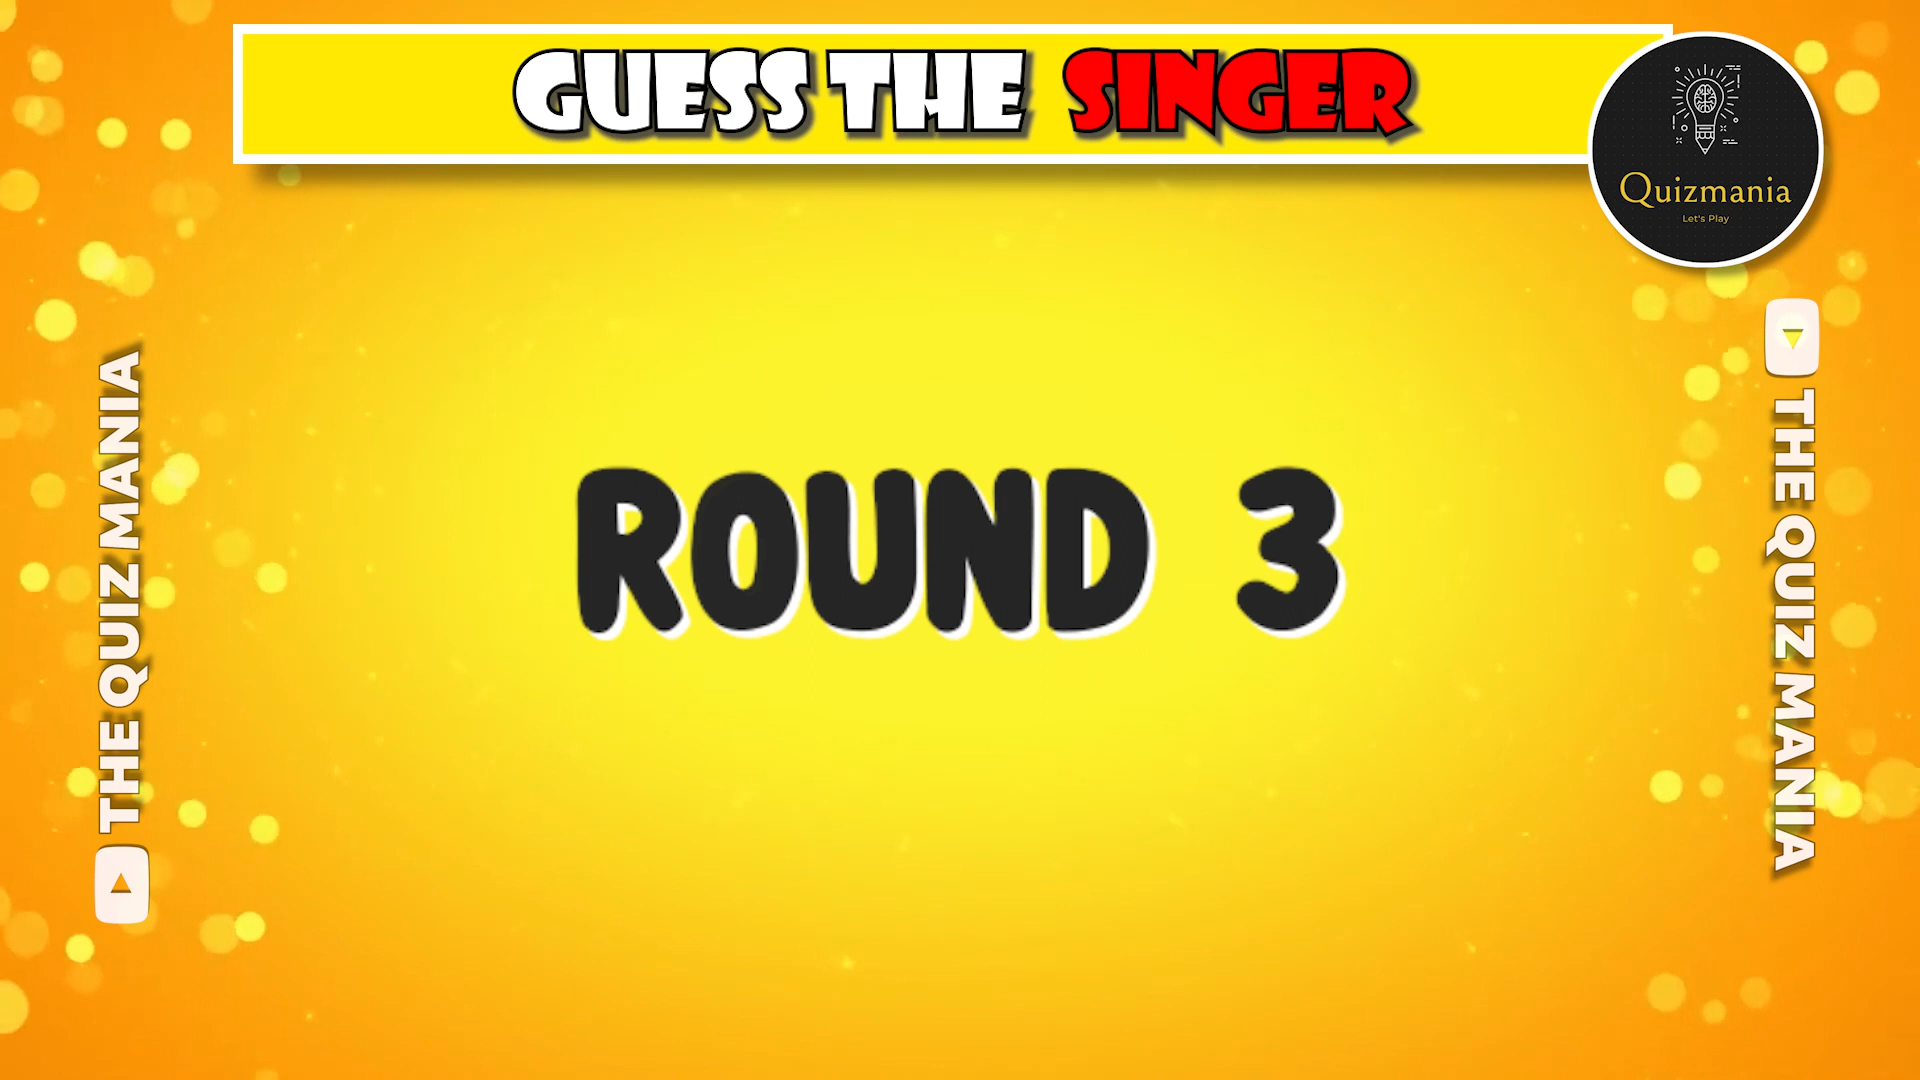 GUESS THE SINGER
Quizmania
Let's Play
ROUND 3
THE QUIZ MANIA
THE QUIZ MANIA